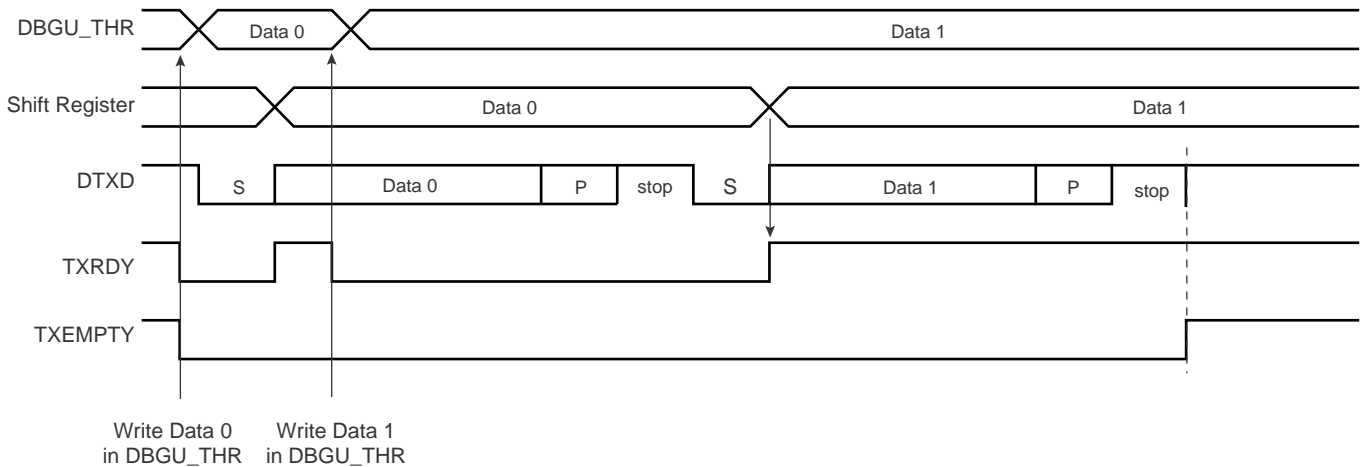 DBGU_THR Data 0 Data 1
Shift Register Data 0 Data 1
DTXD S Data 0 P stop S Data 1 P stop
TXRDY
TXEMPTY
Write Data 0
in DBGU_THR
Write Data 1
in DBGU_THR